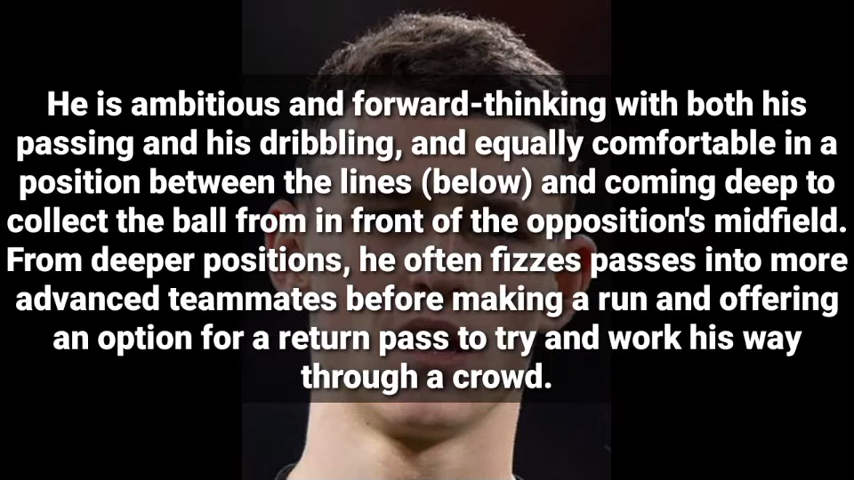 He is ambitious and forward-thinking with both his
passing and his dribbling, and equally comfortable in a
position between the lines (below) and coming deep to
collect the ball from in front of the opposition's midfield.
From deeper positions, he often fizzes passes into more
advanced teammates before making a run and offering
an option for a return pass to try and work his way
through a crowd.